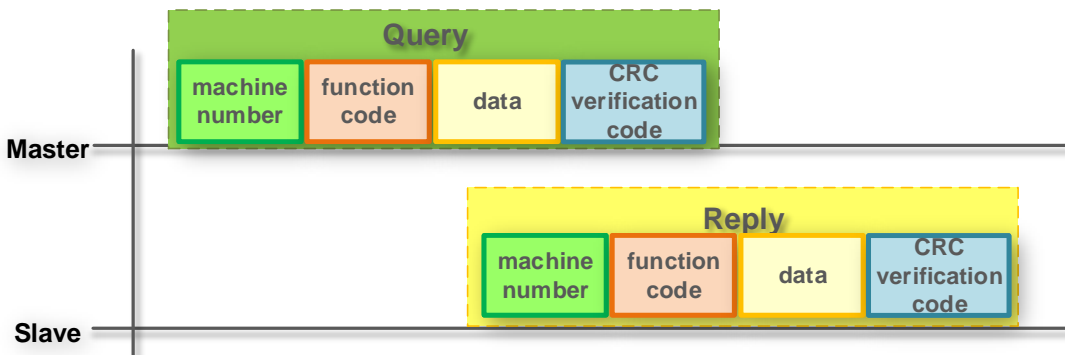 Query
machine
number
function
code
data
CRC
verification
code
Master
Reply
machine
number
function
code
data
CRC
verification
code
Slave